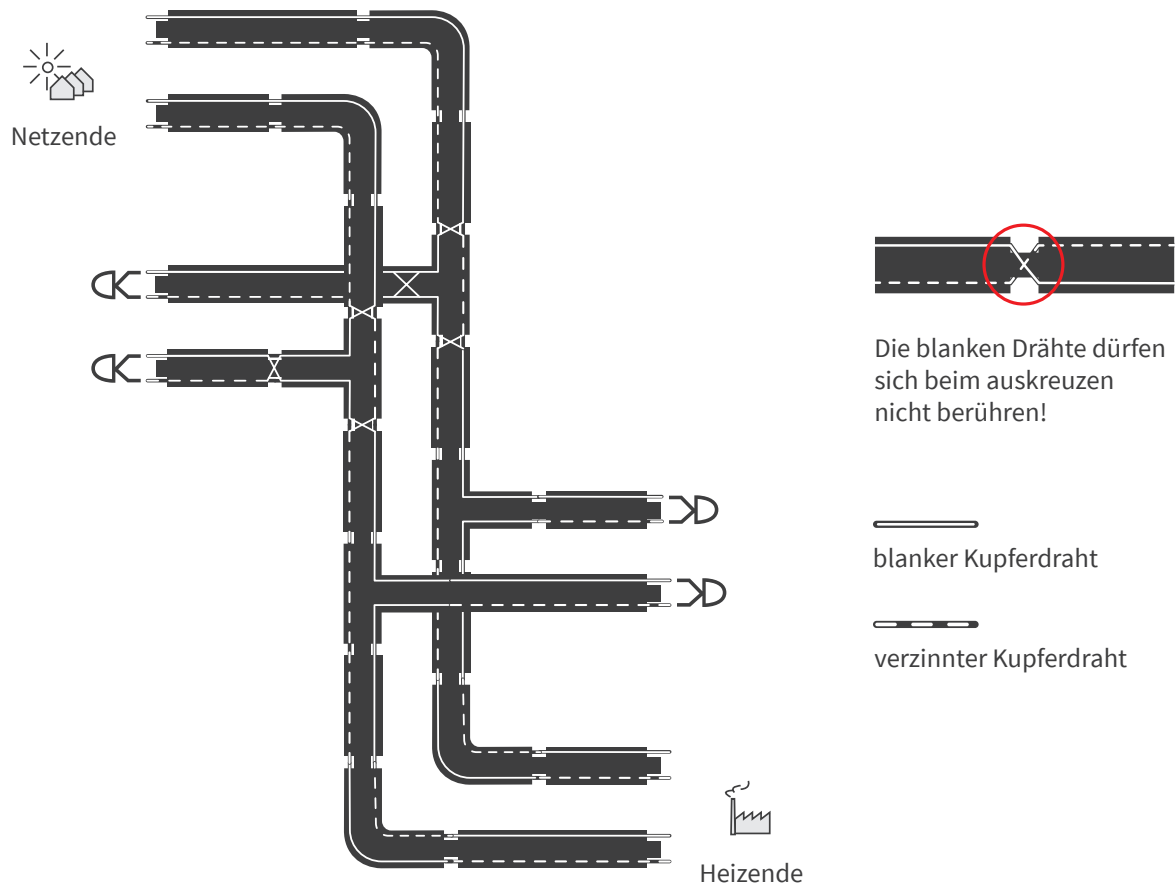 Netzende
Die blanken Drähte dürfen
sich beim auskreuzen
nicht berühren!
blanker Kupferdraht
verzinnter Kupferdraht
Heizende